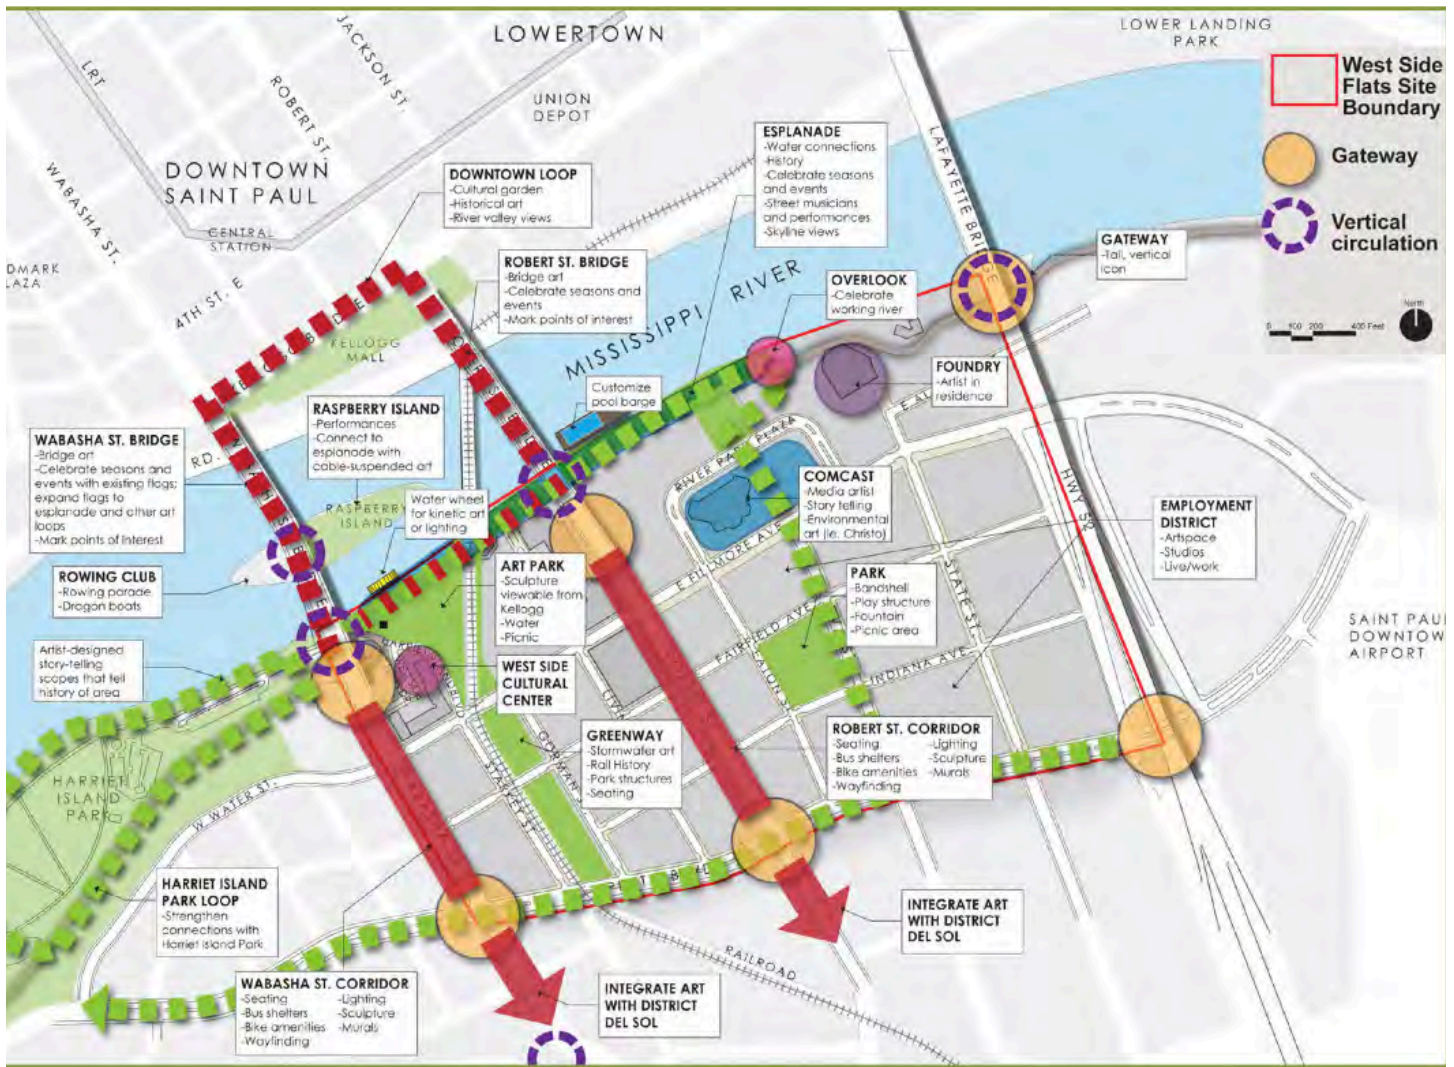 LOWERTOWN
LOWER LANDING
PARK
JACKSON ST.
LRT
ROBERT ST.
UNION
DEPOT
West Side
Flats Site
Boundary
Gateway
Vertical
circulation
North
0 100 200 400 Feet
DOWNTOWN
SAINT PAUL
WABASHA ST.
CENTRAL
STATION
DMARK
LAZA
4TH ST. E
KELLOGG
MALL
DOWNTOWN LOOP
-Cultural garden
-Historical art
-River valley views
ESPLANADE
-Water connections
-History
-Celebrate seasons
and events
-Street musicians
and performances
-Skyline views
LAFAYETTE BRIDGE
GATEWAY
-Tall, vertical
icon
ROBERT ST. BRIDGE
-Bridge art
-Celebrate seasons and
events
-Mark points of interest
MISSISSIPPI RIVER
OVERLOOK
-Celebrate
working river
FOUNDRY
-Artist in
residence
Customize
pool barge
RASPBERRY ISLAND
-Performances
-Connect to
esplanade with
cable-suspended art
WABASHA ST. BRIDGE
-Bridge art
-Celebrate seasons and
events with existing flags;
expand flags to
esplanade and other art
loops
-Mark points of interest
RD.
RASPBERRY
ISLAND
Water wheel
for kinetic art
or lighting
RIVER PARK PLAZA
COMCAST
-Media artist
-Story telling
-Environmental
art (ie. Christo)
HWY 52
EMPLOYMENT
DISTRICT
-Artspace
-Studios
-Live/work
ROWING CLUB
-Rowing parade
-Dragon boats
ART PARK
-Sculpture
viewable from
Kellogg
-Water
-Picnic
E FILLMORE AVE
PARK
-Bandshell
-Play structure
-Fountain
-Picnic area
STATE ST.
FAIRFIELD AVE
INDIANA AVE
SAINT PAUL
DOWNTOW
AIRPORT
Artist-designed
story-telling
scopes that tell
history of area
WEST SIDE
CULTURAL
CENTER
GREENWAY
-Stormwater art
-Rail History
-Park structures
-Seating
ROBERT ST. CORRIDOR
-Seating -Lighting
-Bus shelters -Sculpture
-Bike amenities -Murals
-Wayfinding
HARRIET
ISLAND
PARK
W WATER ST.
STARKEY ST.
HARRIET ISLAND
PARK LOOP
-Strengthen
connections with
Harriet Island Park
INTEGRATE ART
WITH DISTRICT
DEL SOL
RAILROAD
WABASHA ST. CORRIDOR
-Seating -Lighting
-Bus shelters -Sculpture
-Bike amenities -Murals
-Wayfinding
INTEGRATE ART
WITH DISTRICT
DEL SOL